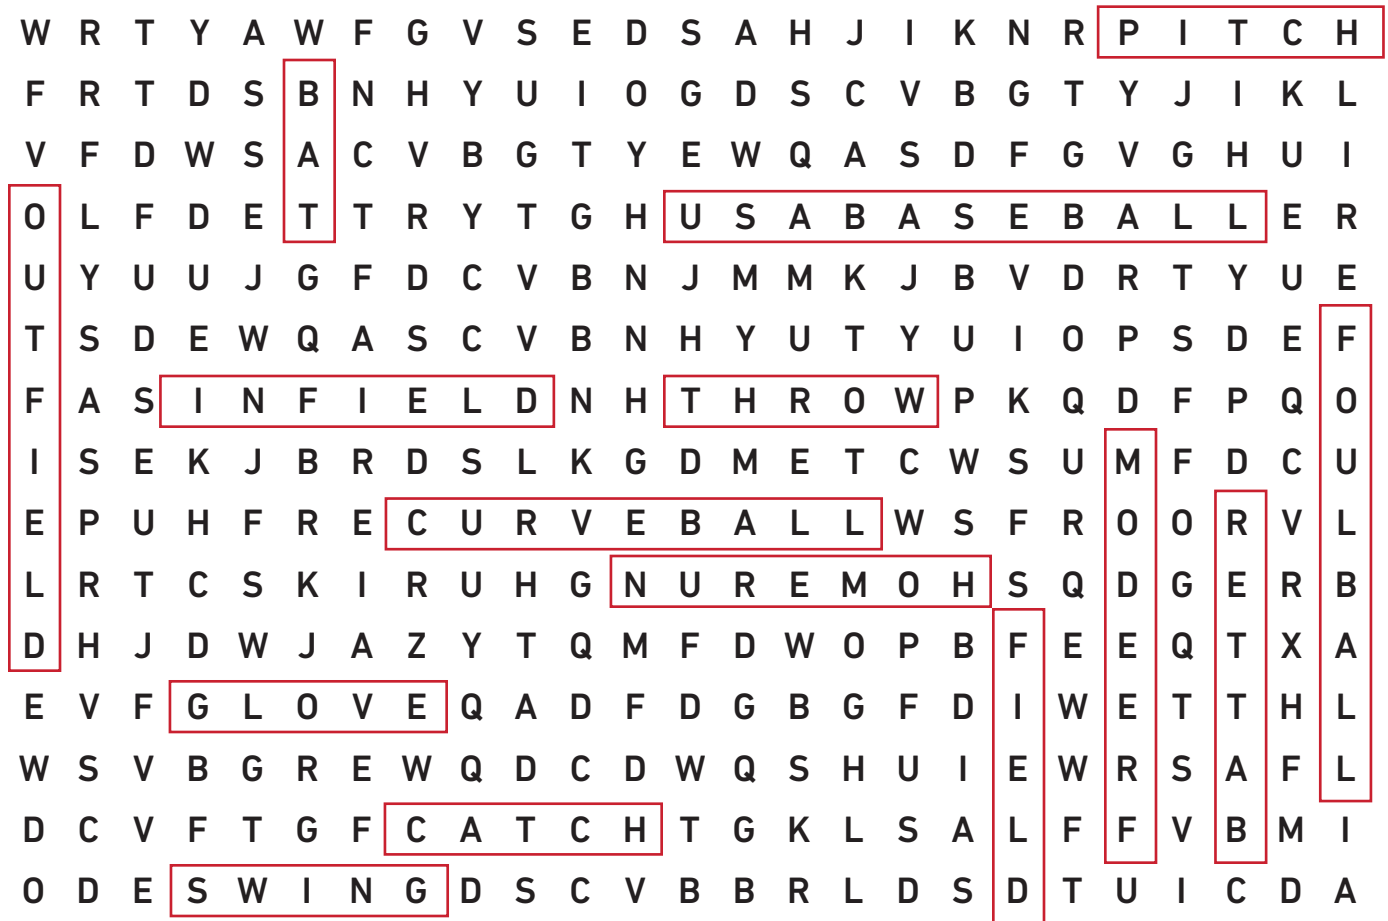 W R T Y A W F G V S E D S A H J I K N R P I T C H
F R T D S B N H Y U I O G D S C V B G T Y J I K L
V F D W S A C V B G T Y E W Q A S D F G V G H U I
O L F D E T T R Y T G H U S A B A S E B A L L E R
U Y U U J G F D C V B N J M M K J B V D R T Y U E
T S D E W Q A S C V B N H Y U T Y U I O P S D E F
F A S I N F I E L D N H T H R O W P K Q D F P Q O
I S E K J B R D S L K G D M E T C W S U M F D C U
E P U H F R E C U R V E B A L L W S F R O O R V L
L R T C S K I R U H G N U R E M O H S Q D G E R B
D H J D W J A Z Y T Q M F D W O P B F E E Q T X A
E V F G L O V E Q A D F D G B G F D I W E T T H L
W S V B G R E W Q D C D W Q S H U I E W R S A F L
D C V F T G F C A T C H T G K L S A L F F V B M I
O D E S W I N G D S C V B B R L D S D T U I C D A